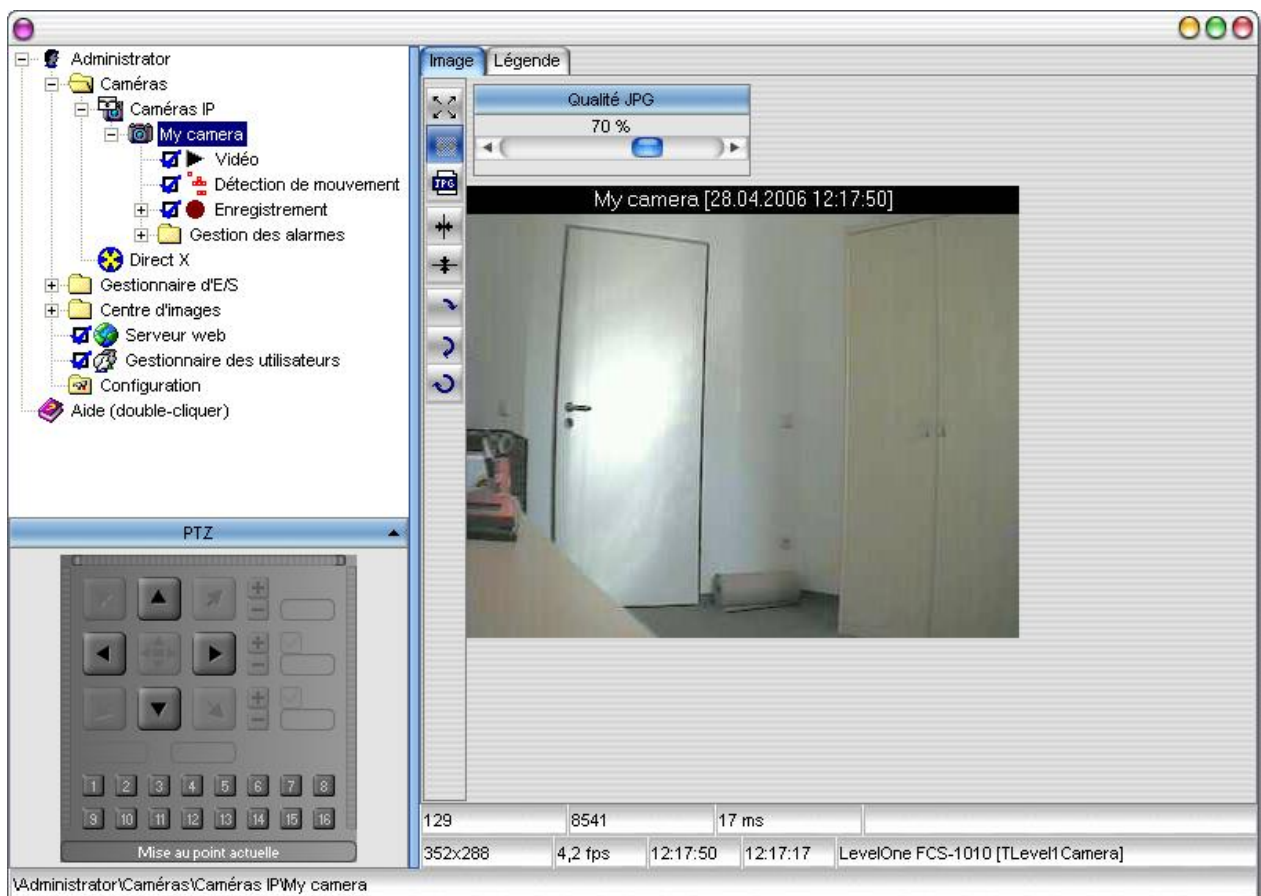 Administrator
Caméras
Caméras IP
My camera
Vidéo
Détection de mouvement
Enregistrement
Gestion des alarmes
Direct X
Gestionnaire d'E/S
Centre d'images
Serveur web
Gestionnaire des utilisateurs
Configuration
Aide (double-cliquer)
PTZ
1 2 3 4 5 6 7 8
9 10 11 12 13 14 15 16
Mise au point actuelle
Image Légende
Qualité JPG
70 %
JPG
My camera [28.04.2006 12:17:50]
129 8541 17 ms
352x288 4,2 fps 12:17:50 12:17:17 LevelOne FCS-1010 [TLevel1Camera]
\Administrator\Caméras\Caméras IP\My camera